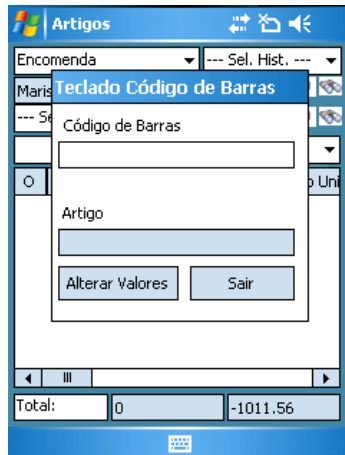 Artigos
Encomenda --- Sel. Hist. ---
Maris
--- Se
Teclado Código de Barras
Código de Barras
O Uni
Artigo
Alterar Valores Sair
Total: 0 -1011.56